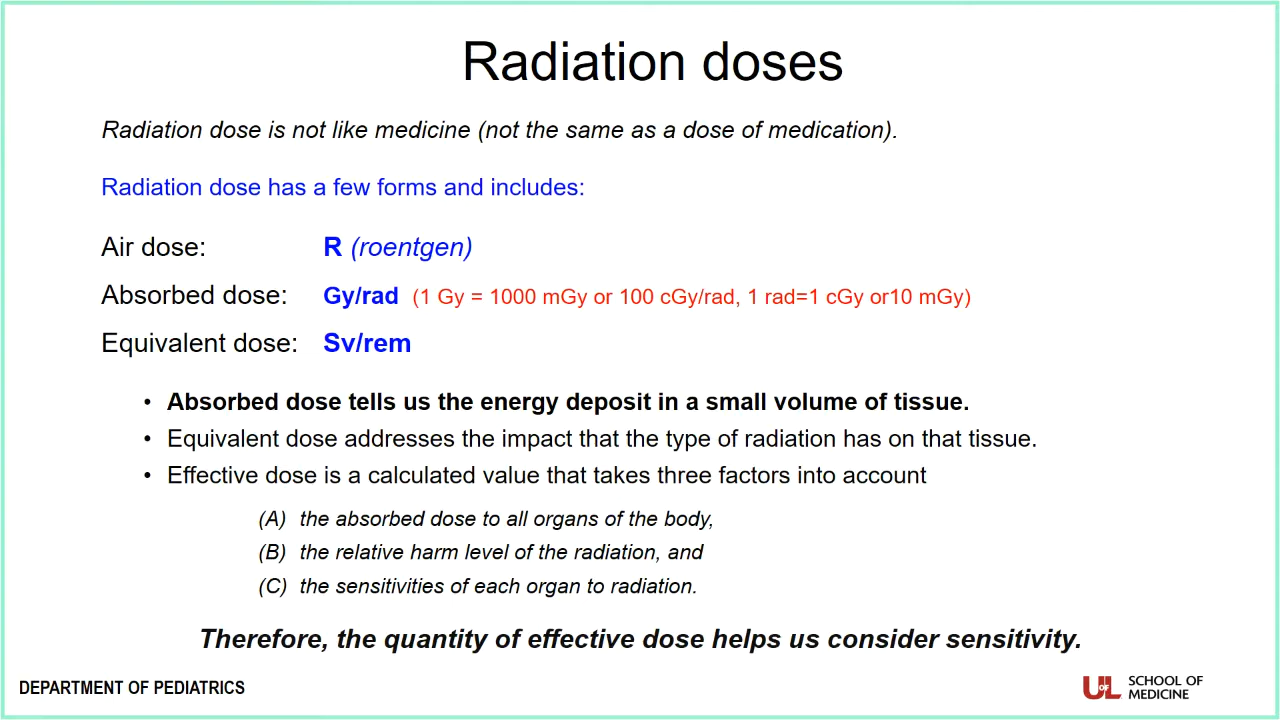 Radiation doses
Radiation dose is not like medicine (not the same as a dose of medication).
Radiation dose has a few forms and includes:
Air dose: R (roentgen)
Absorbed dose: Gy/rad (1 Gy = 1000 mGy or 100 cGy/rad, 1 rad=1 cGy or10 mGy)
Equivalent dose: Sv/rem
• Absorbed dose tells us the energy deposit in a small volume of tissue.
• Equivalent dose addresses the impact that the type of radiation has on that tissue.
• Effective dose is a calculated value that takes three factors into account
(A) the absorbed dose to all organs of the body,
(B) the relative harm level of the radiation, and
(C) the sensitivities of each organ to radiation.
Therefore, the quantity of effective dose helps us consider sensitivity.
DEPARTMENT OF PEDIATRICS
UofL SCHOOL OF
MEDICINE